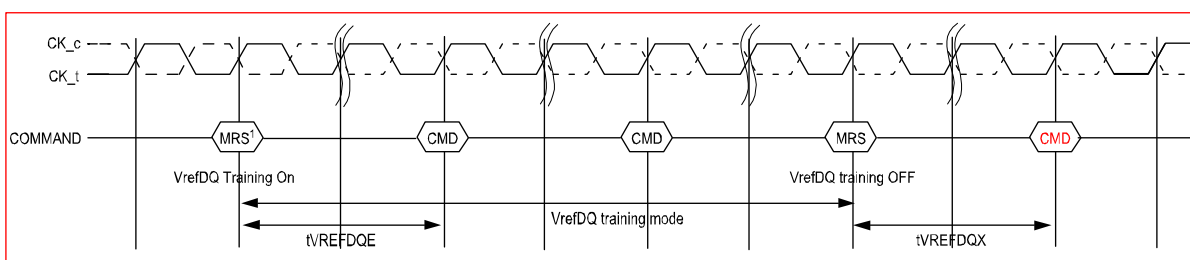 CK_c
CK_t
COMMAND
MRS1 CMD CMD MRS CMD
VrefDQ Training On VrefDQ training OFF
VrefDQ training mode
tVREFDQE tVREFDQX